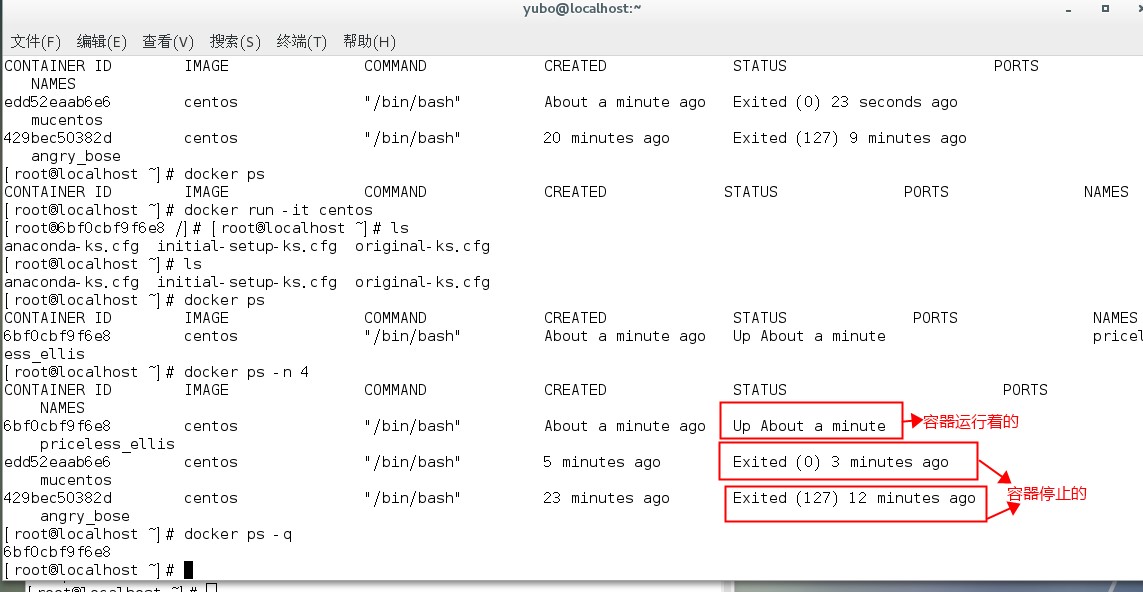 yubo@localhost:~
文件(F) 编辑(E) 查看(V) 搜索(S) 终端(T) 帮助(H)
CONTAINER ID IMAGE COMMAND CREATED STATUS PORTS
NAMES
edd52eaab6e6 centos "/bin/bash" About a minute ago Exited (0) 23 seconds ago
mucentos
429bec50382d centos "/bin/bash" 20 minutes ago Exited (127) 9 minutes ago
angry_bose
[root@localhost ~]# docker ps
CONTAINER ID IMAGE COMMAND CREATED STATUS PORTS NAMES
[root@localhost ~]# docker run -it centos
[root@6bf0cbf9f6e8 /]# [root@localhost ~]# ls
anaconda-ks.cfg initial-setup-ks.cfg original-ks.cfg
[root@localhost ~]# ls
anaconda-ks.cfg initial-setup-ks.cfg original-ks.cfg
[root@localhost ~]# docker ps
CONTAINER ID IMAGE COMMAND CREATED STATUS PORTS NAMES
6bf0cbf9f6e8 centos "/bin/bash" About a minute ago Up About a minute pricel
ess_ellis
[root@localhost ~]# docker ps -n 4
CONTAINER ID IMAGE COMMAND CREATED STATUS PORTS
NAMES
6bf0cbf9f6e8 centos "/bin/bash" About a minute ago Up About a minute 容器运行着的
priceless_ellis
edd52eaab6e6 centos "/bin/bash" 5 minutes ago Exited (0) 3 minutes ago
mucentos
429bec50382d centos "/bin/bash" 23 minutes ago Exited (127) 12 minutes ago 容器停止的
angry_bose
[root@localhost ~]# docker ps -q
6bf0cbf9f6e8
[root@localhost ~]#
[root@localhost ~]#